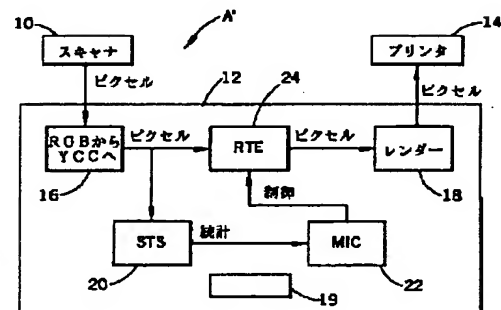 10
A'
14
スキャナ
プリンタ
ピクセル
12
24
ピクセル
RGBから
YCCへ
ピクセル
RTE
ピクセル
レンダー
16
制御
18
STS
統計
MIC
20
22
19